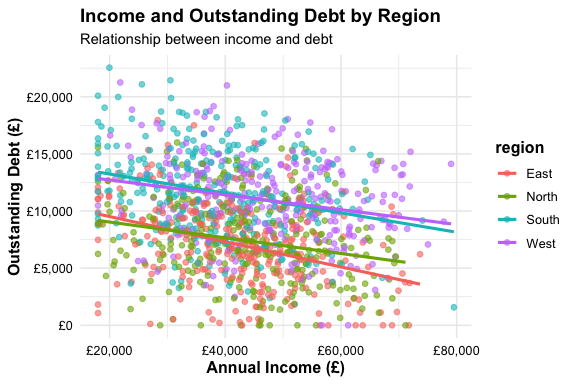 Income and Outstanding Debt by Region
Relationship between income and debt
Outstanding Debt (£)
£20,000
£15,000
£10,000
£5,000
£0
£20,000
£40,000
£60,000
£80,000
Annual Income (£)
region
East
North
South
West